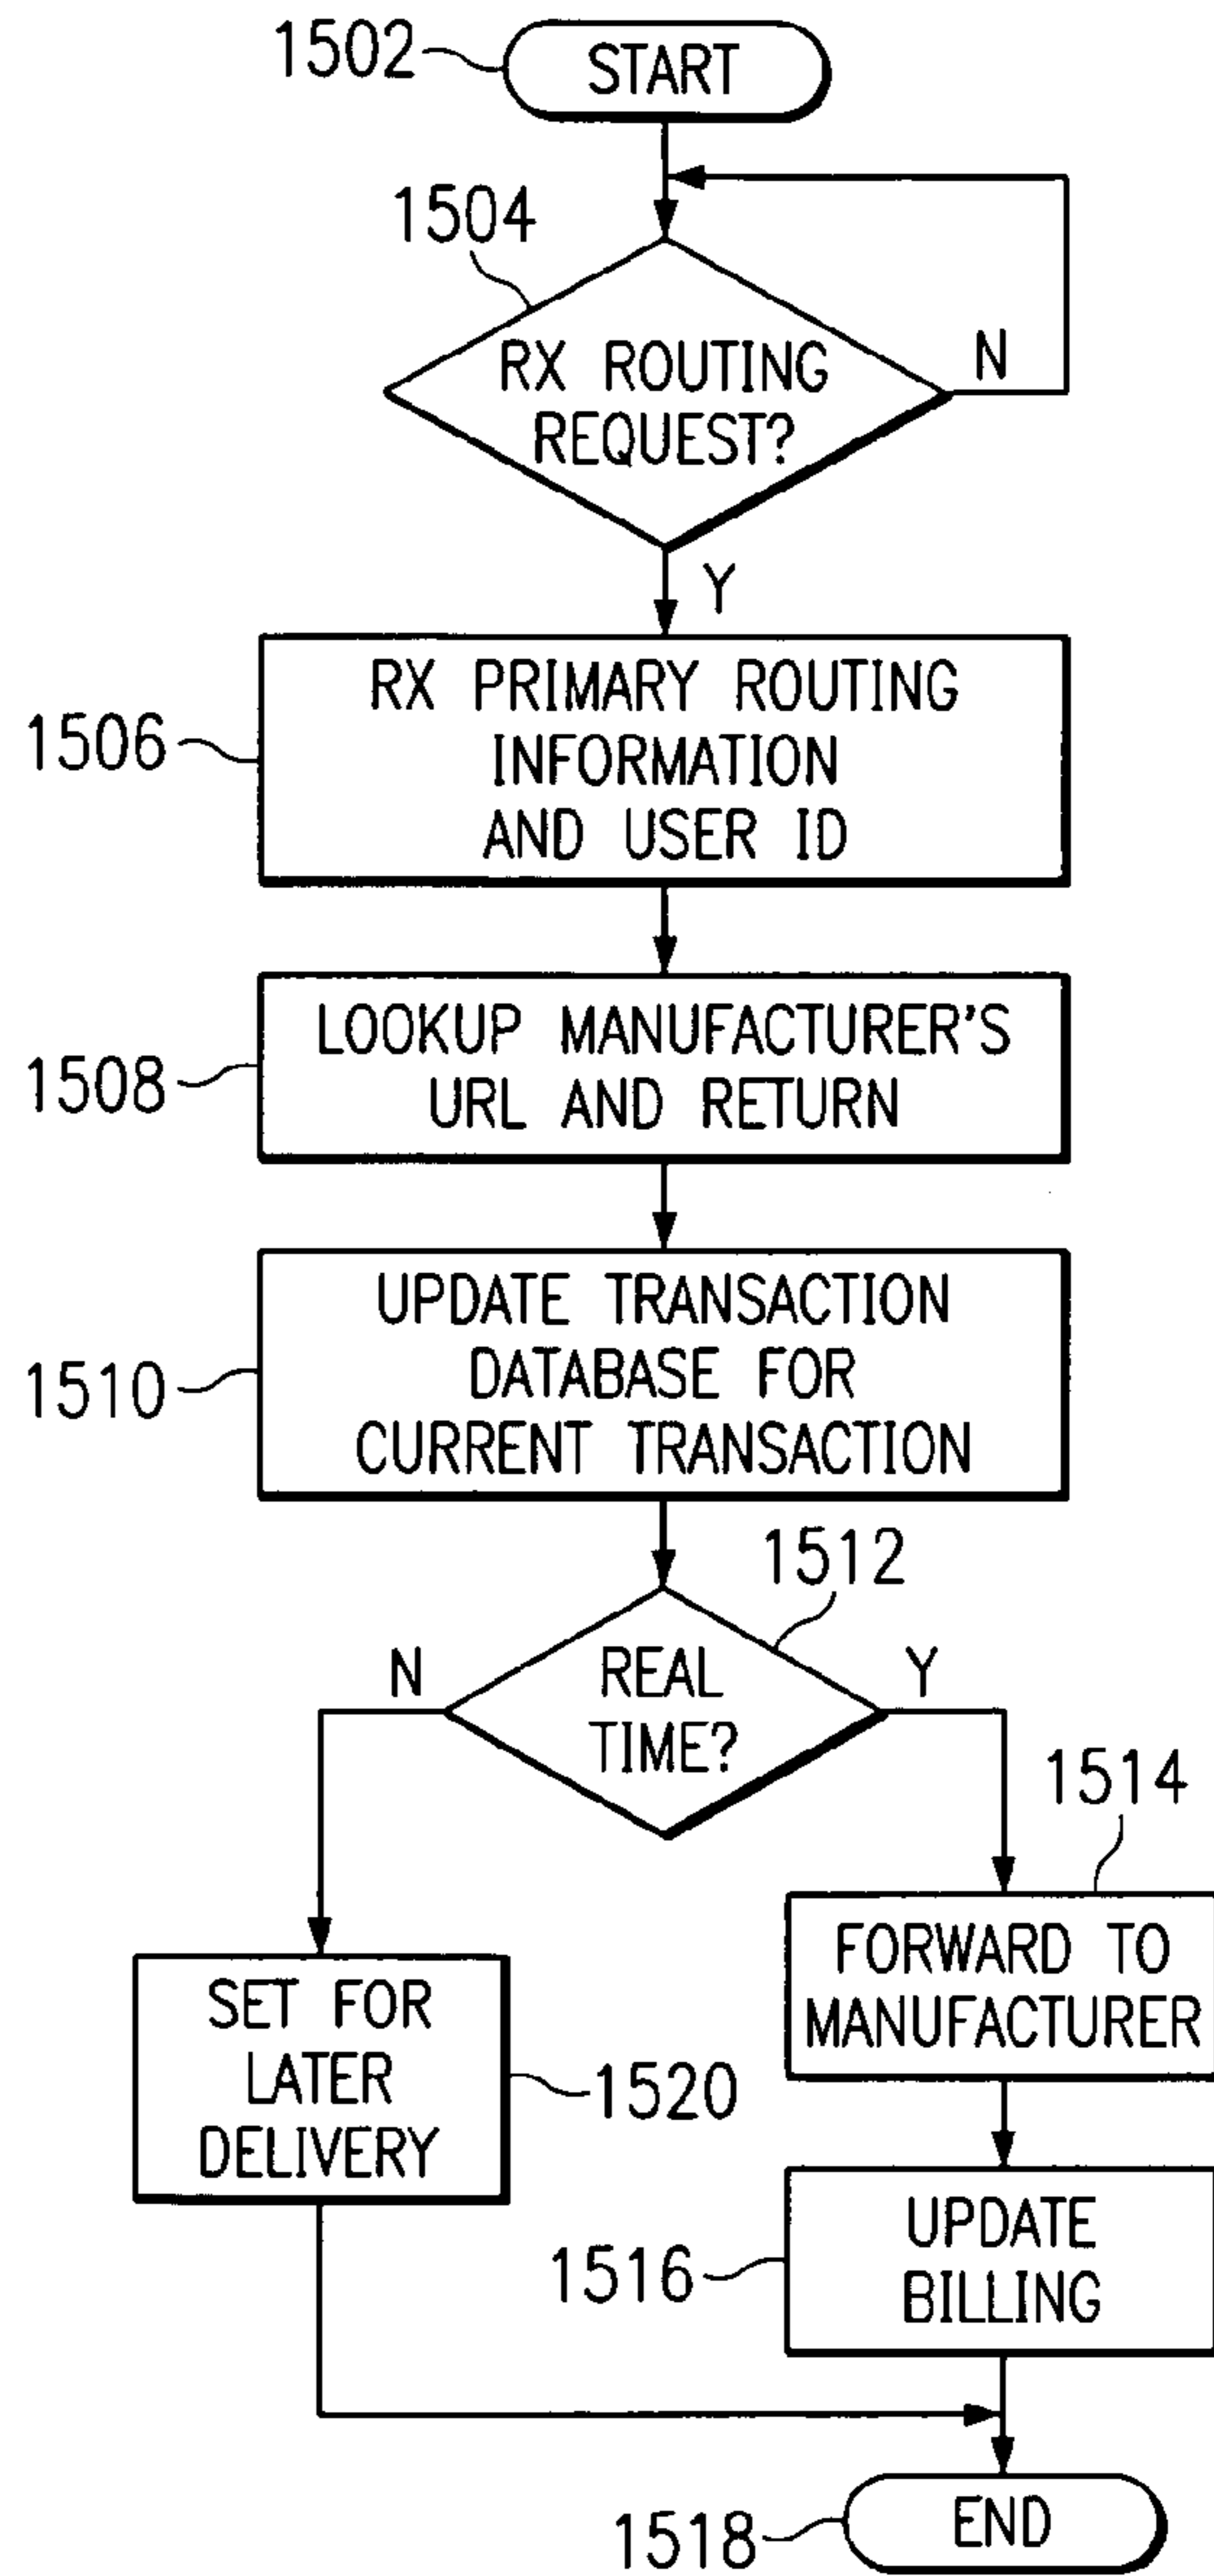 1502
START
1504
RX ROUTING
REQUEST?
N
Y
1506
RX PRIMARY ROUTING
INFORMATION
AND USER ID
1508
LOOKUP MANUFACTURER'S
URL AND RETURN
1510
UPDATE TRANSACTION
DATABASE FOR
CURRENT TRANSACTION
1512
N
REAL
TIME?
Y
1514
FORWARD TO
MANUFACTURER
SET FOR
LATER
DELIVERY
1520
1516
UPDATE
BILLING
1518
END